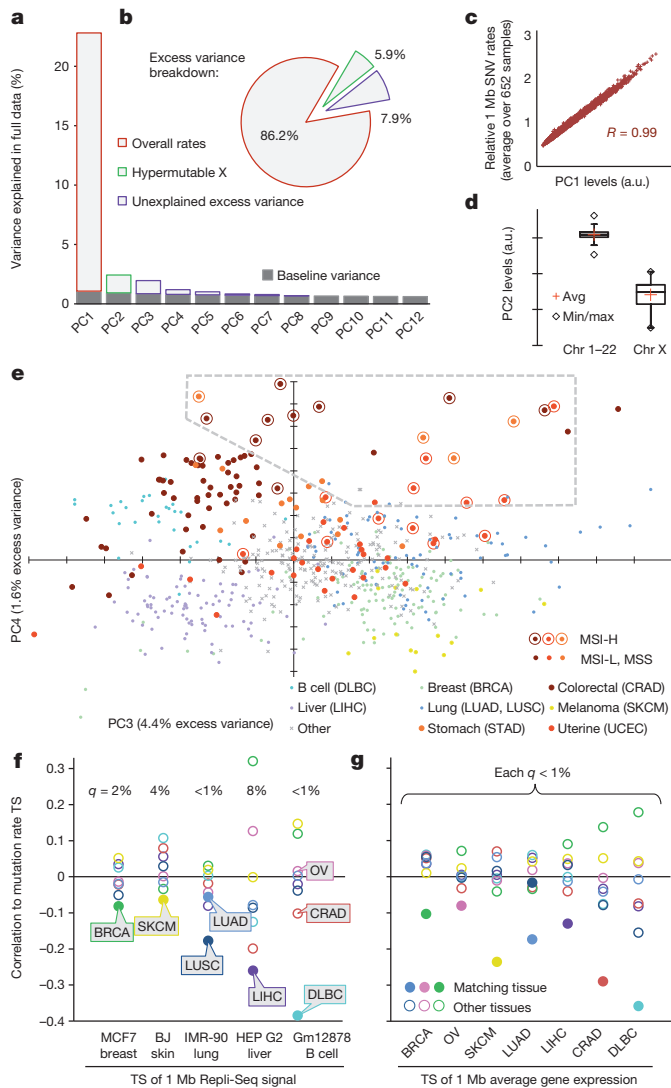 a
Variance explained in full data (%)
20
15
10
5
0
Overall rates
Hypermutable X
Unexplained excess variance
Baseline variance
PC1
PC2
PC3
PC4
PC5
PC6
PC7
PC8
PC9
PC10
PC11
PC12
b
Excess variance
breakdown:
5.9%
7.9%
86.2%
c
Relative 1 Mb SNV rates
(average over 652 samples)
3
2
1
0
R = 0.99
PC1 levels (a.u.)
d
PC2 levels (a.u.)
Avg
Min/max
Chr 1–22
Chr X
e
PC4 (1.6% excess variance)
PC3 (4.4% excess variance)
MSI-H
MSI-L, MSS
B cell (DLBC)
Breast (BRCA)
Colorectal (CRAD)
Liver (LIHC)
Lung (LUAD, LUSC)
Melanoma (SKCM)
Other
Stomach (STAD)
Uterine (UCEC)
f
Correlation to mutation rate TS
0.3
0.2
0.1
0
−0.1
−0.2
−0.3
−0.4
q = 2%
4%
<1%
8%
<1%
BRCA
SKCM
LUAD
LUSC
LIHC
OV
CRAD
DLBC
MCF7
breast
BJ
skin
IMR-90
lung
HEP G2
liver
Gm12878
B cell
TS of 1 Mb Repli-Seq signal
g
Each q < 1%
Matching tissue
Other tissues
BRCA
OV
SKCM
LUAD
LIHC
CRAD
DLBC
TS of 1 Mb average gene expression